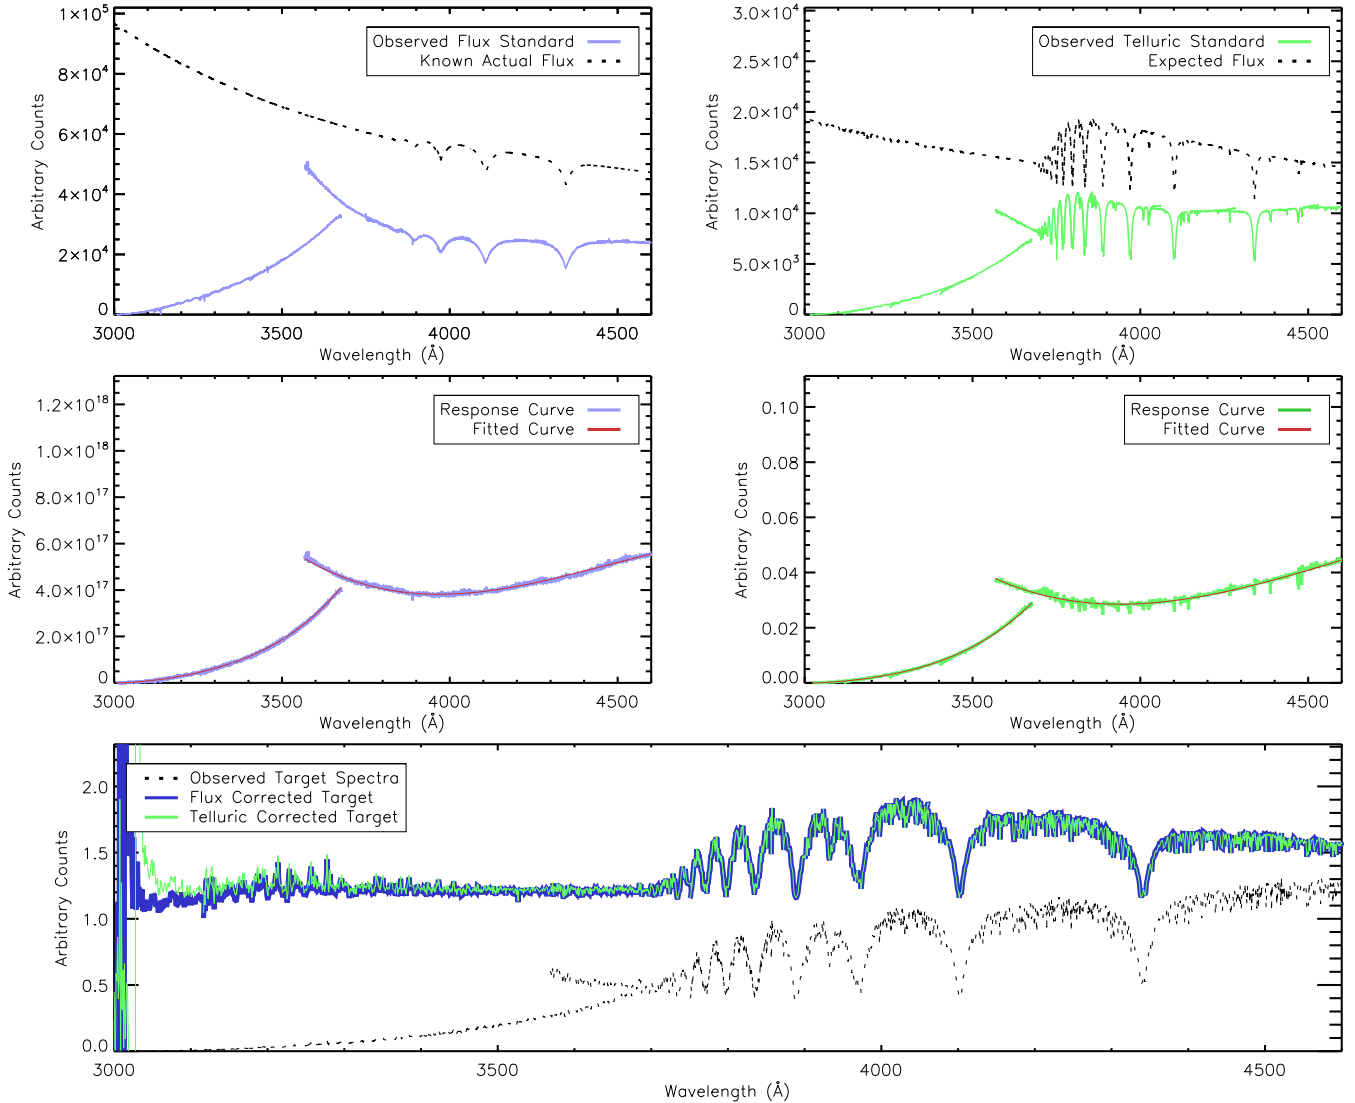 1×10⁵
8×10⁴
6×10⁴
4×10⁴
2×10⁴
0
Arbitrary Counts
Observed Flux Standard
Known Actual Flux
3000 3500 4000 4500
Wavelength (Å)
3.0×10⁴
2.5×10⁴
2.0×10⁴
1.5×10⁴
1.0×10⁴
5.0×10³
0
Arbitrary Counts
Observed Telluric Standard
Expected Flux
3000 3500 4000 4500
Wavelength (Å)
1.2×10¹⁸
1.0×10¹⁸
8.0×10¹⁷
6.0×10¹⁷
4.0×10¹⁷
2.0×10¹⁷
0
Arbitrary Counts
Response Curve
Fitted Curve
3000 3500 4000 4500
Wavelength (Å)
0.10
0.08
0.06
0.04
0.02
0.00
Arbitrary Counts
Response Curve
Fitted Curve
3000 3500 4000 4500
Wavelength (Å)
2.0
1.5
1.0
0.5
0.0
Arbitrary Counts
Observed Target Spectra
Flux Corrected Target
Telluric Corrected Target
3000 3500 4000 4500
Wavelength (Å)